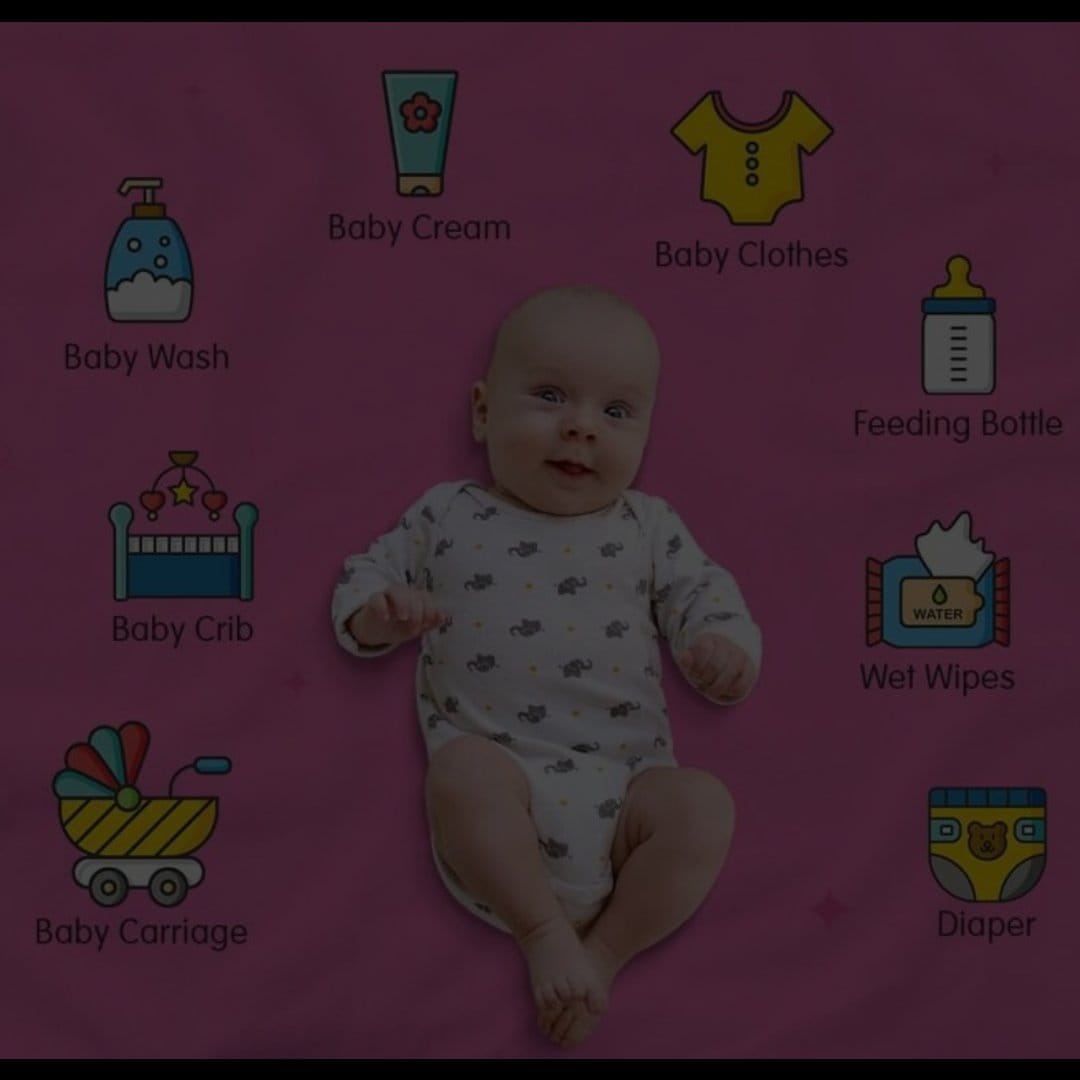 Baby Cream
Baby Clothes
Baby Wash
Feeding Bottle
Baby Crib
WATER
Wet Wipes
Baby Carriage
Diaper